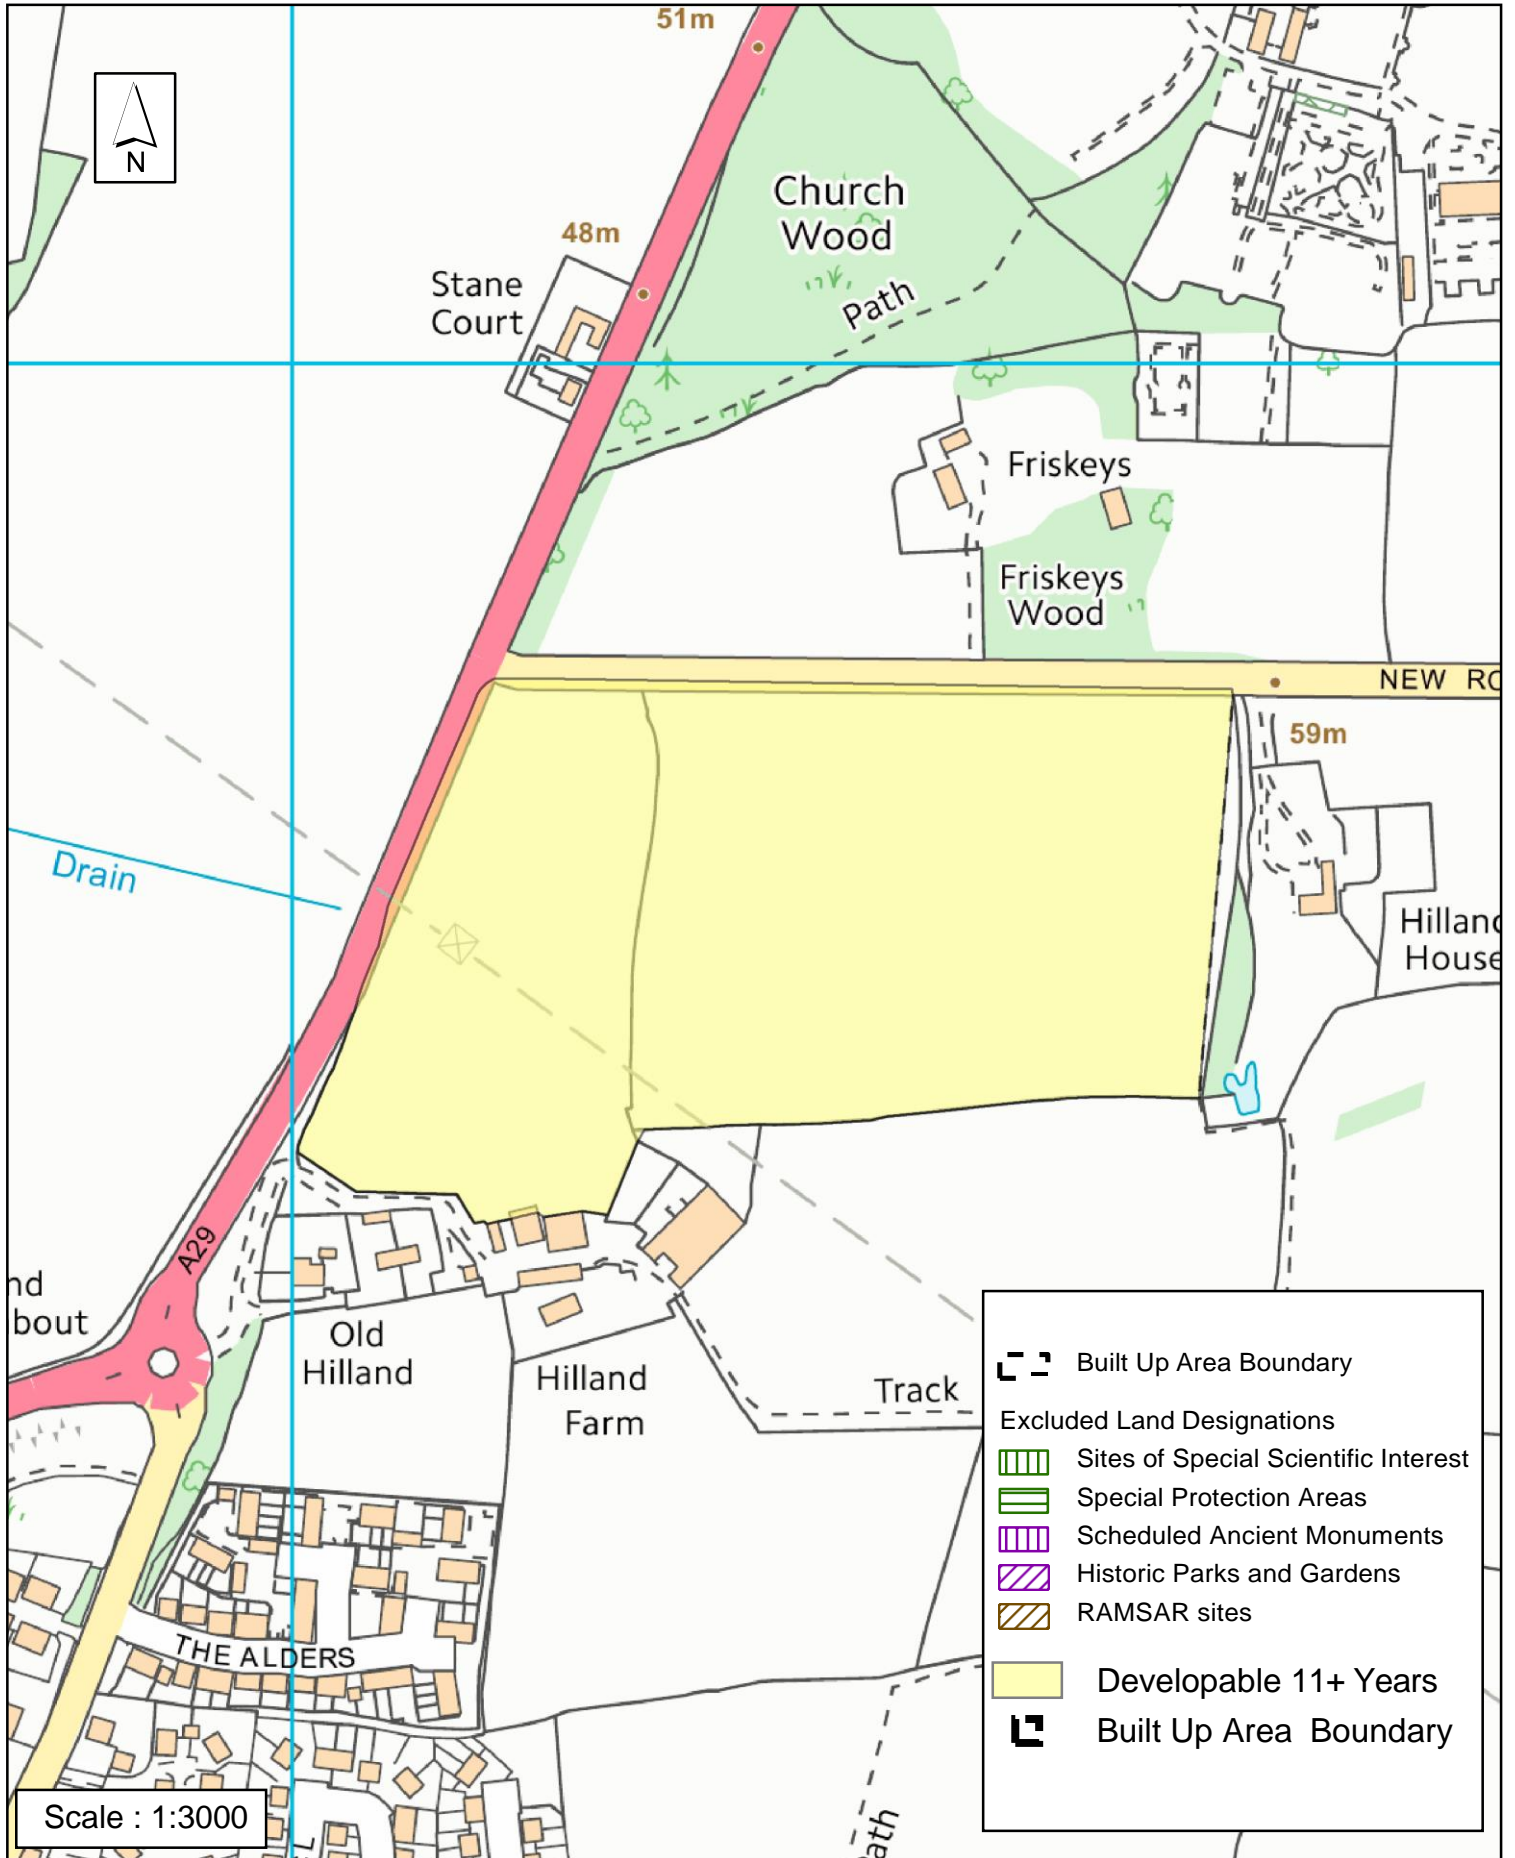 51m
N
Church
Wood
48m
Stane
Court
Path
Friskeys
Friskeys
Wood
NEW RO
59m
Drain
Hilland
House
A29
nd
bout
Old
Hilland
Hilland
Farm
Track
THE ALDERS
ath
Built Up Area Boundary
Excluded Land Designations
Sites of Special Scientific Interest
Special Protection Areas
Scheduled Ancient Monuments
Historic Parks and Gardens
RAMSAR sites
Developable 11+ Years
Built Up Area Boundary
Scale : 1:3000